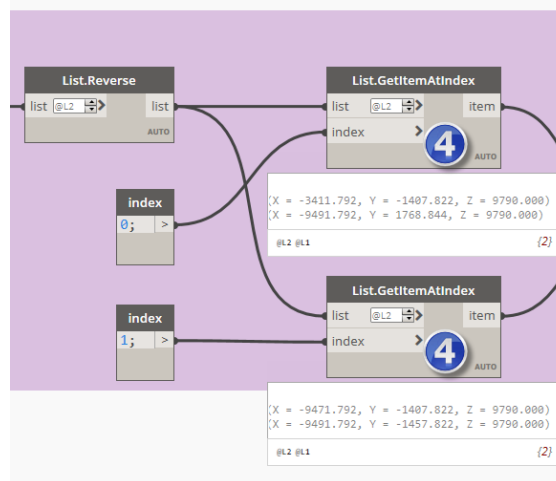 List.Reverse
list @L2 > list
AUTO
List.GetItemAtIndex
list @L2 > item
index >
4
AUTO
index
0; >
(X = -3411.792, Y = -1407.822, Z = 9790.000)
(X = -9491.792, Y = 1768.844, Z = 9790.000)
@L2 @L1 {2}
List.GetItemAtIndex
list @L2 > item
index >
4
AUTO
index
1; >
(X = -9471.792, Y = -1407.822, Z = 9790.000)
(X = -9491.792, Y = -1457.822, Z = 9790.000)
@L2 @L1 {2}